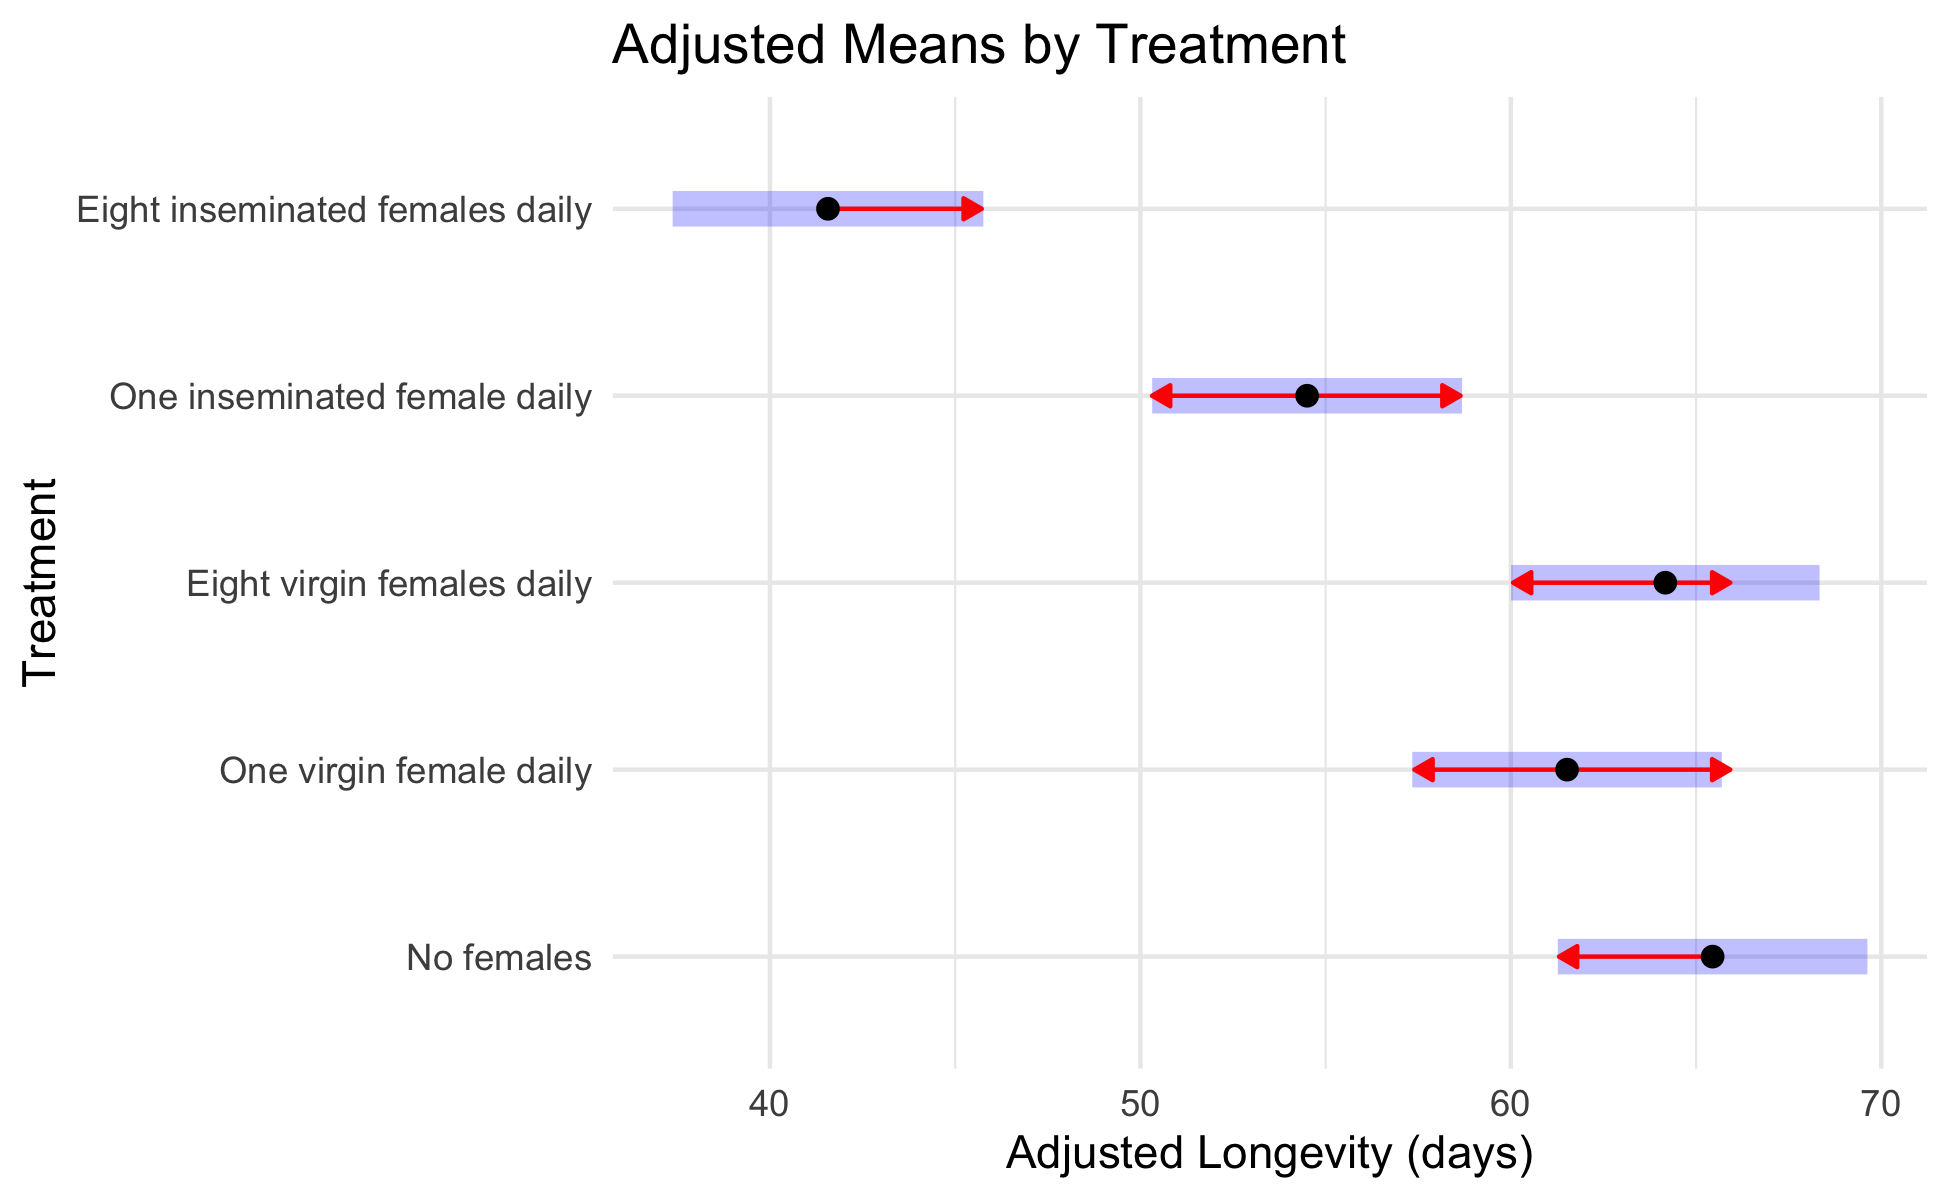 Adjusted Means by Treatment
Treatment
Eight inseminated females daily
One inseminated female daily
Eight virgin females daily
One virgin female daily
No females
40 50 60 70
Adjusted Longevity (days)